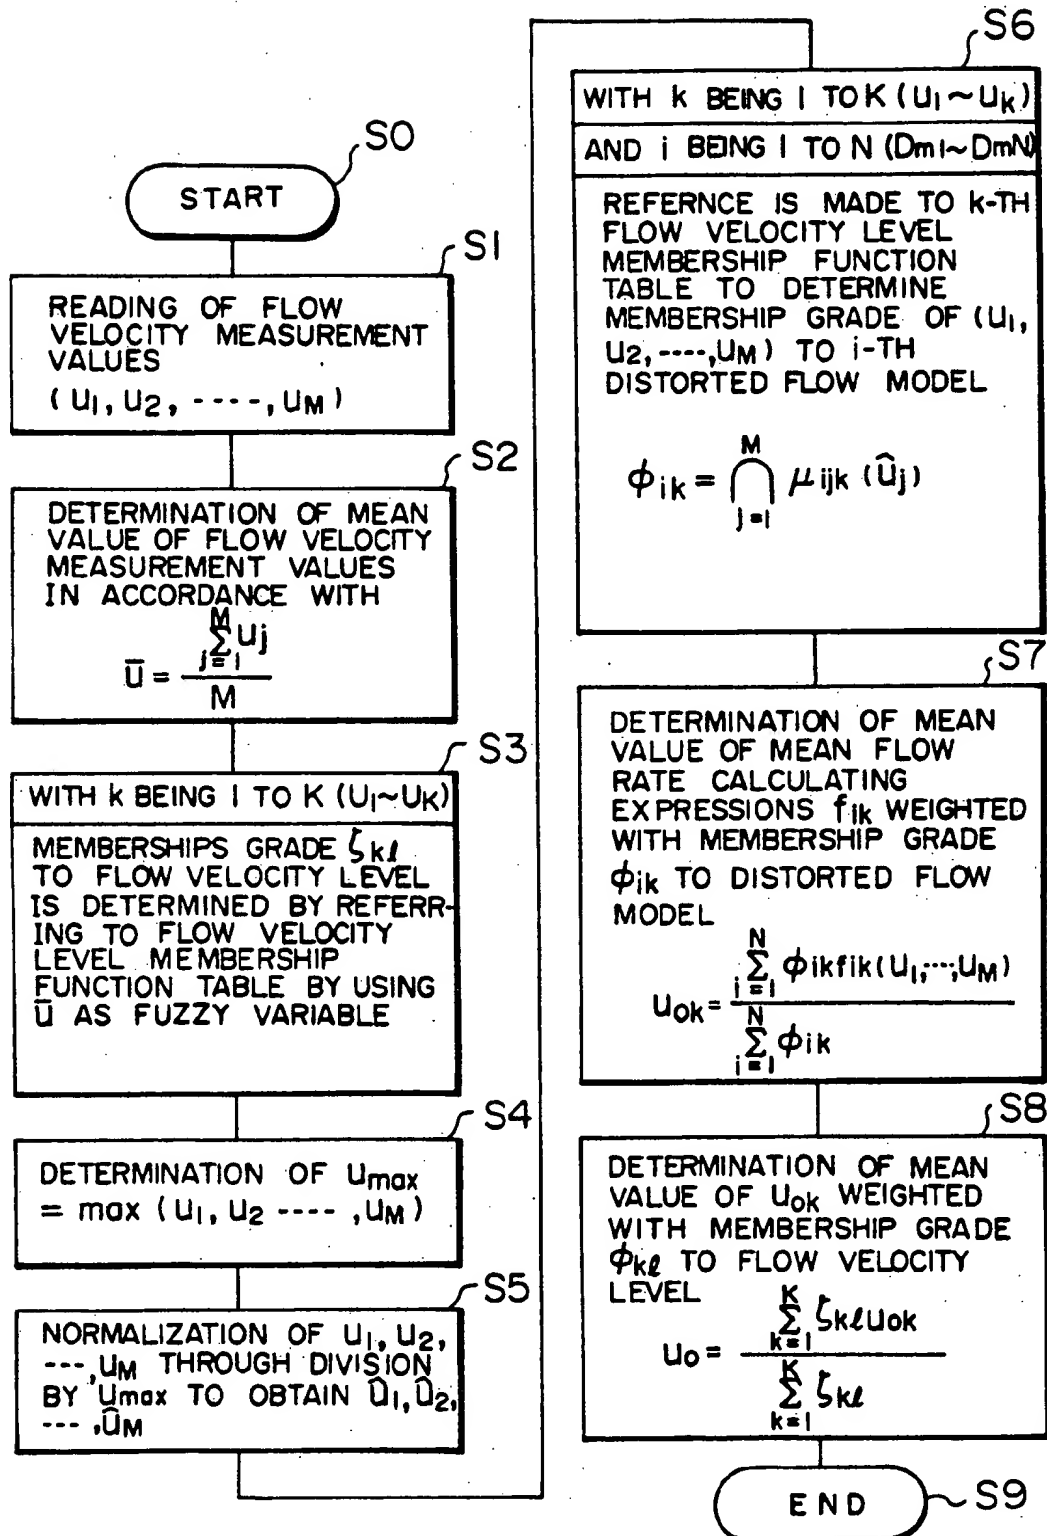 S0
START
S1
READING OF FLOW
VELOCITY MEASUREMENT
VALUES
(u1, u2, ----, uM)
S2
DETERMINATION OF MEAN
VALUE OF FLOW VELOCITY
MEASUREMENT VALUES
IN ACCORDANCE WITH
M
Σ uj
j=1
ū = 
M
S3
WITH k BEING 1 TO K (U1~UK)
MEMBERSHIPS GRADE ζkℓ
TO FLOW VELOCITY LEVEL
IS DETERMINED BY REFERR-
ING TO FLOW VELOCITY
LEVEL MEMBERSHIP
FUNCTION TABLE BY USING
ū AS FUZZY VARIABLE
S4
DETERMINATION OF umax
= max (u1, u2 ---- ,uM)
S5
NORMALIZATION OF u1, u2,
---,uM THROUGH DIVISION
BY umax TO OBTAIN û1,û2,
--- ,ûM
S6
WITH k BEING 1 TO K (U1~Uk)
AND i BEING 1 TO N (Dm1~DmN)
REFERNCE IS MADE TO k-TH
FLOW VELOCITY LEVEL
MEMBERSHIP FUNCTION
TABLE TO DETERMINE
MEMBERSHIP GRADE OF (u1,
u2,----,uM) TO i-TH
DISTORTED FLOW MODEL
M
ϕik = ⋂ μijk (ûj)
j=1
S7
DETERMINATION OF MEAN
VALUE OF MEAN FLOW
RATE CALCULATING
EXPRESSIONS fik WEIGHTED
WITH MEMBERSHIP GRADE
ϕik TO DISTORTED FLOW
MODEL
N
Σ ϕikfik(u1,---,uM)
i=1
uok=
N
Σ ϕik
i=1
S8
DETERMINATION OF MEAN
VALUE OF uok WEIGHTED
WITH MEMBERSHIP GRADE
ϕkℓ TO FLOW VELOCITY
LEVEL
K
Σ ζkℓuok
k=1
uo=
K
Σ ζkℓ
k=1
END
S9